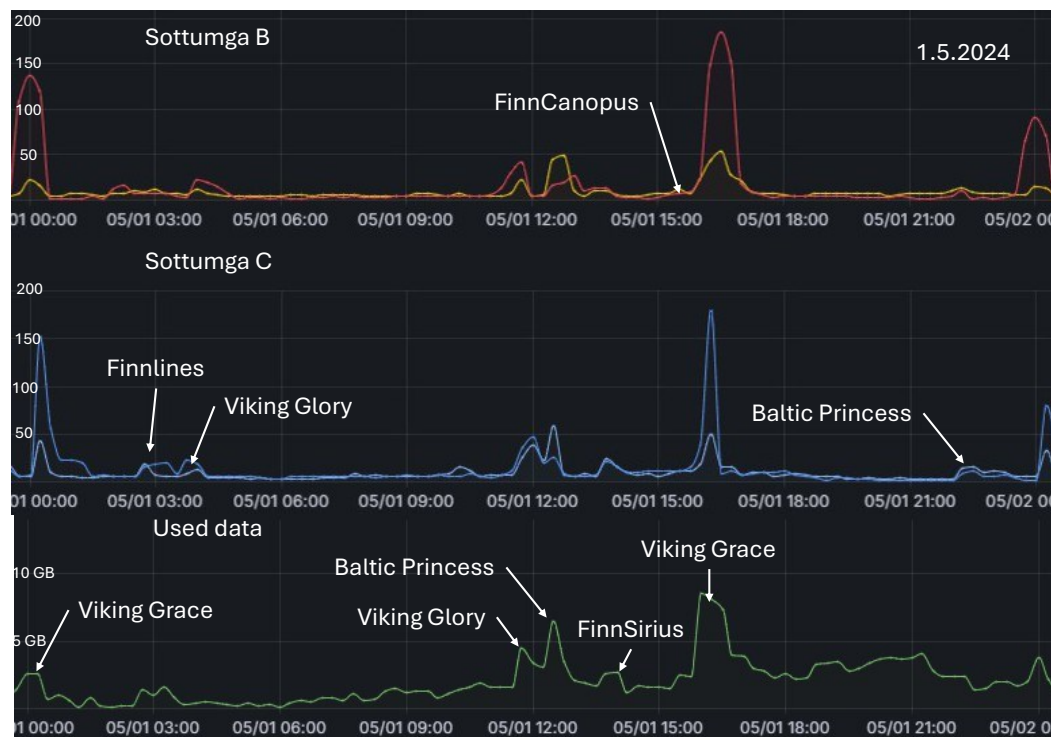 200
Sottumga B
1.5.2024
150
FinnCanopus
100
50
01 00:00 05/01 03:00 05/01 06:00 05/01 09:00 05/01 12:00 05/01 15:00 05/01 18:00 05/01 21:00 05/02 00
Sottumga C
200
150
Finnlines
100
Viking Glory
Baltic Princess
50
01 00:00 05/01 03:00 05/01 06:00 05/01 09:00 05/01 12:00 05/01 15:00 05/01 18:00 05/01 21:00 05/02 00
Used data
Viking Grace
10 GB
Baltic Princess
Viking Grace
Viking Glory
FinnSirius
5 GB
01 00:00 05/01 03:00 05/01 06:00 05/01 09:00 05/01 12:00 05/01 15:00 05/01 18:00 05/01 21:00 05/02 0